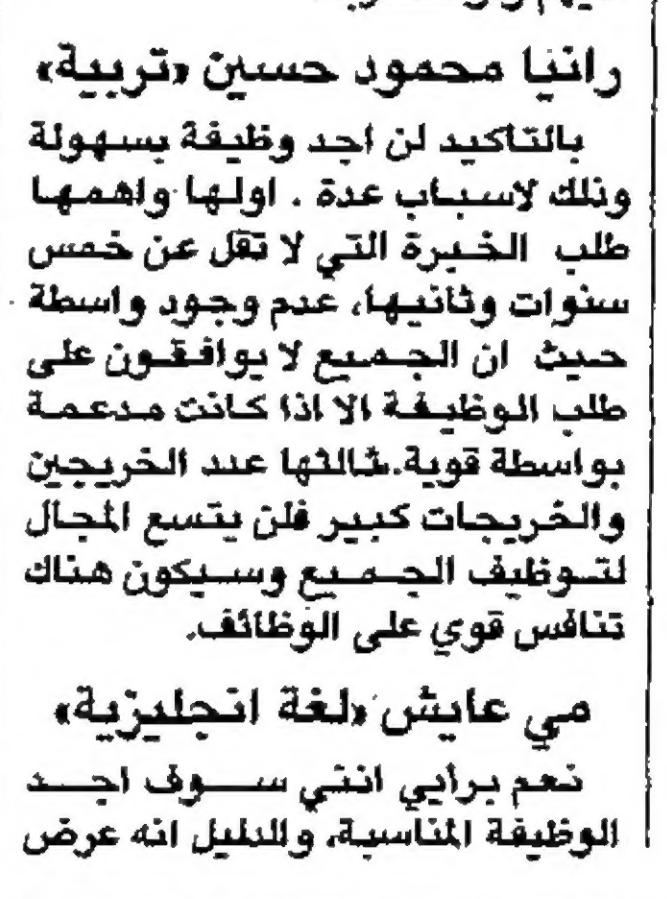 رانيا محمود حسين «تربية»
بالتاكيد لن اجد وظيفة بسهولة
وذلك لاسباب عدة . اولها واهمها
طلب الخبرة التي لا تقل عن خمس
سنوات وثانيها، عدم وجود واسطة
حيث ان الجميع لا يوافقون على
طلب الوظيفة الا اذا كانت مدعمة
بواسطة قوية. ثالثها عدد الخريجين
والخريجات كبير فلن يتسع المجال
لتوظيف الجميع وسيكون هناك
تنافس قوي على الوظائف.
مي عايش «لغة انجليزية»
نعم برأيي انني سوف اجد
الوظيفة المناسبة، والدليل انه عرض